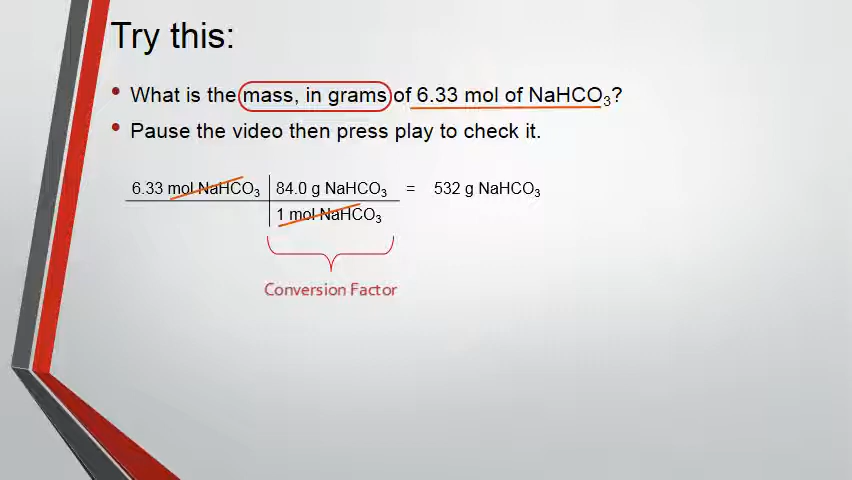 Try this:
• What is the mass, in grams of 6.33 mol of NaHCO₃?
• Pause the video then press play to check it.
6.33 mol NaHCO₃ 84.0 g NaHCO₃ = 532 g NaHCO₃
1 mol NaHCO₃
Conversion Factor